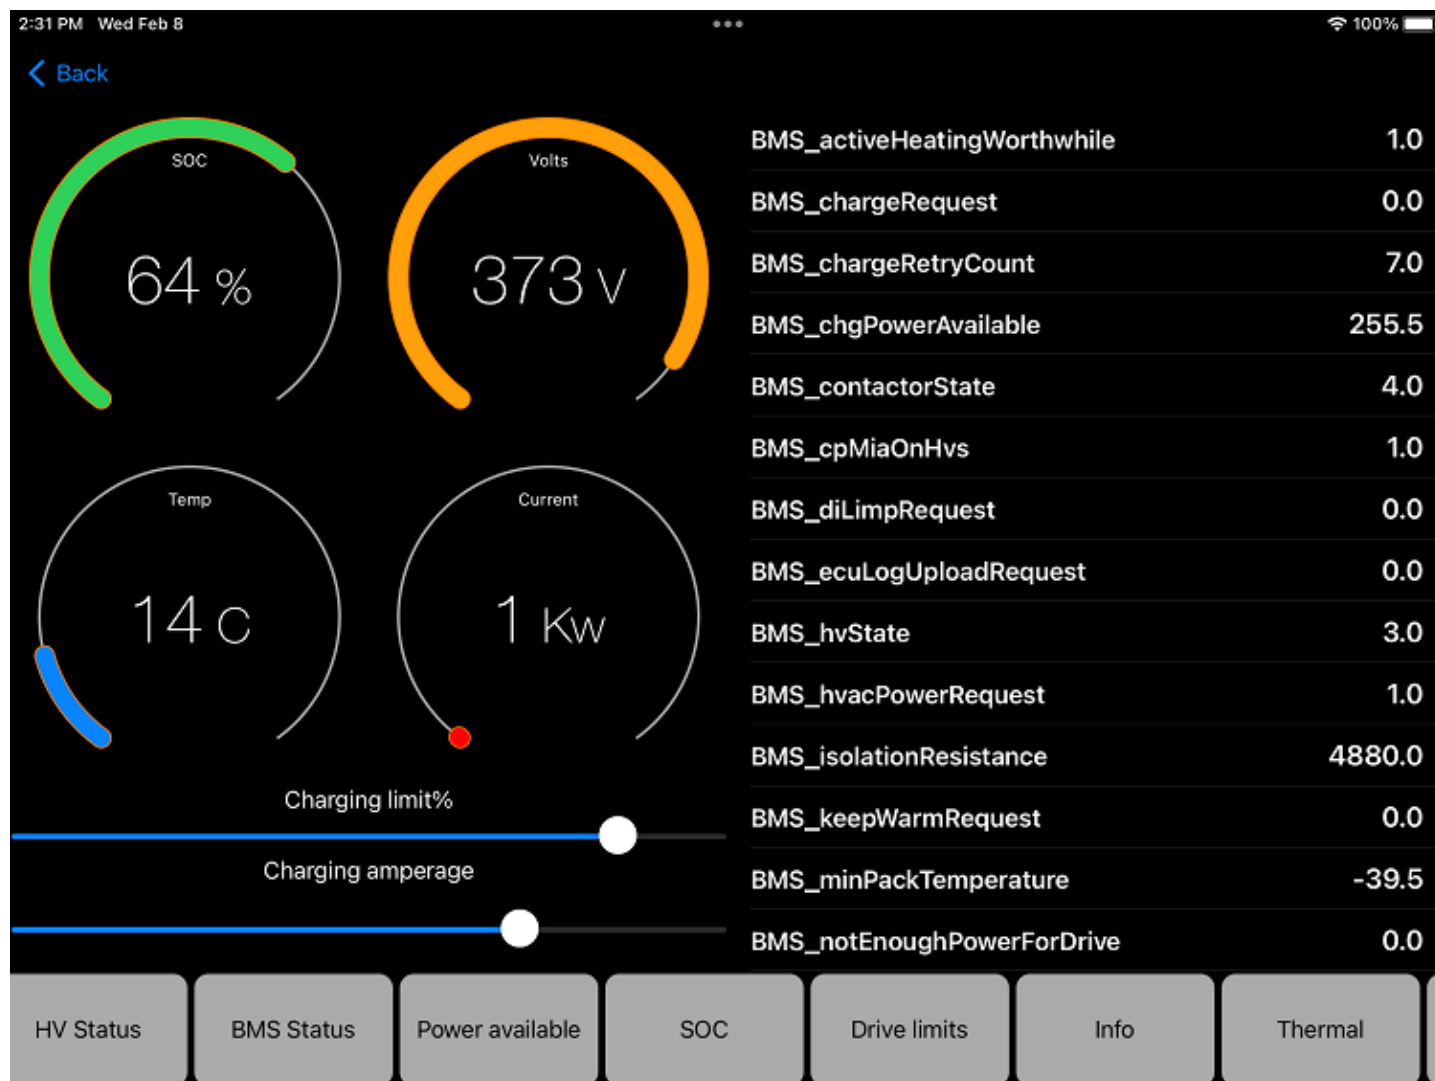 2:31 PM Wed Feb 8
100%
Back
SOC
64 %
Volts
373 V
Temp
14 C
Current
1 Kw
Charging limit%
Charging amperage
BMS_activeHeatingWorthwhile 1.0
BMS_chargeRequest 0.0
BMS_chargeRetryCount 7.0
BMS_chgPowerAvailable 255.5
BMS_contactorState 4.0
BMS_cpMiaOnHvs 1.0
BMS_diLimpRequest 0.0
BMS_ecuLogUploadRequest 0.0
BMS_hvState 3.0
BMS_hvacPowerRequest 1.0
BMS_isolationResistance 4880.0
BMS_keepWarmRequest 0.0
BMS_minPackTemperature -39.5
BMS_notEnoughPowerForDrive 0.0
HV Status
BMS Status
Power available
SOC
Drive limits
Info
Thermal